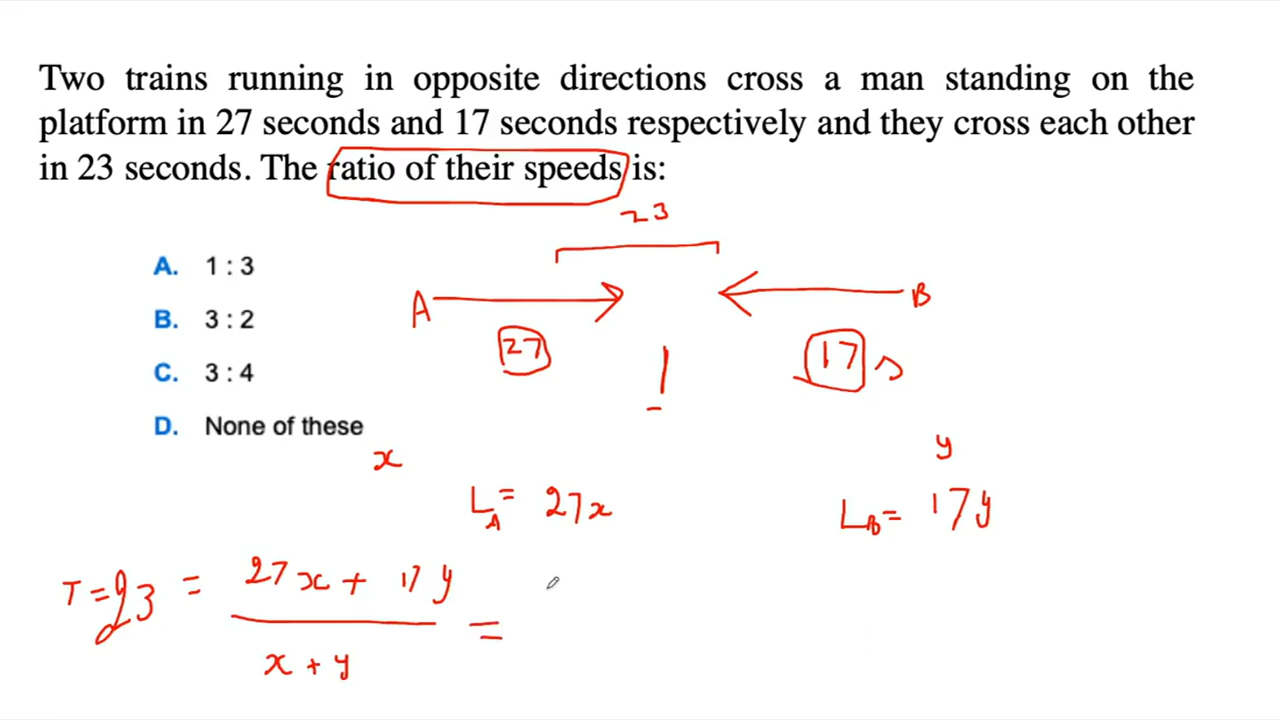 Two trains running in opposite directions cross a man standing on the
platform in 27 seconds and 17 seconds respectively and they cross each other
in 23 seconds. The ratio of their speeds is:
23
A. 1 : 3
A
B
B. 3 : 2
27
17 s
C. 3 : 4
D. None of these
x
y
L_A = 27x
L_B = 17y
T = 23 = 27x + 17y =
x + y